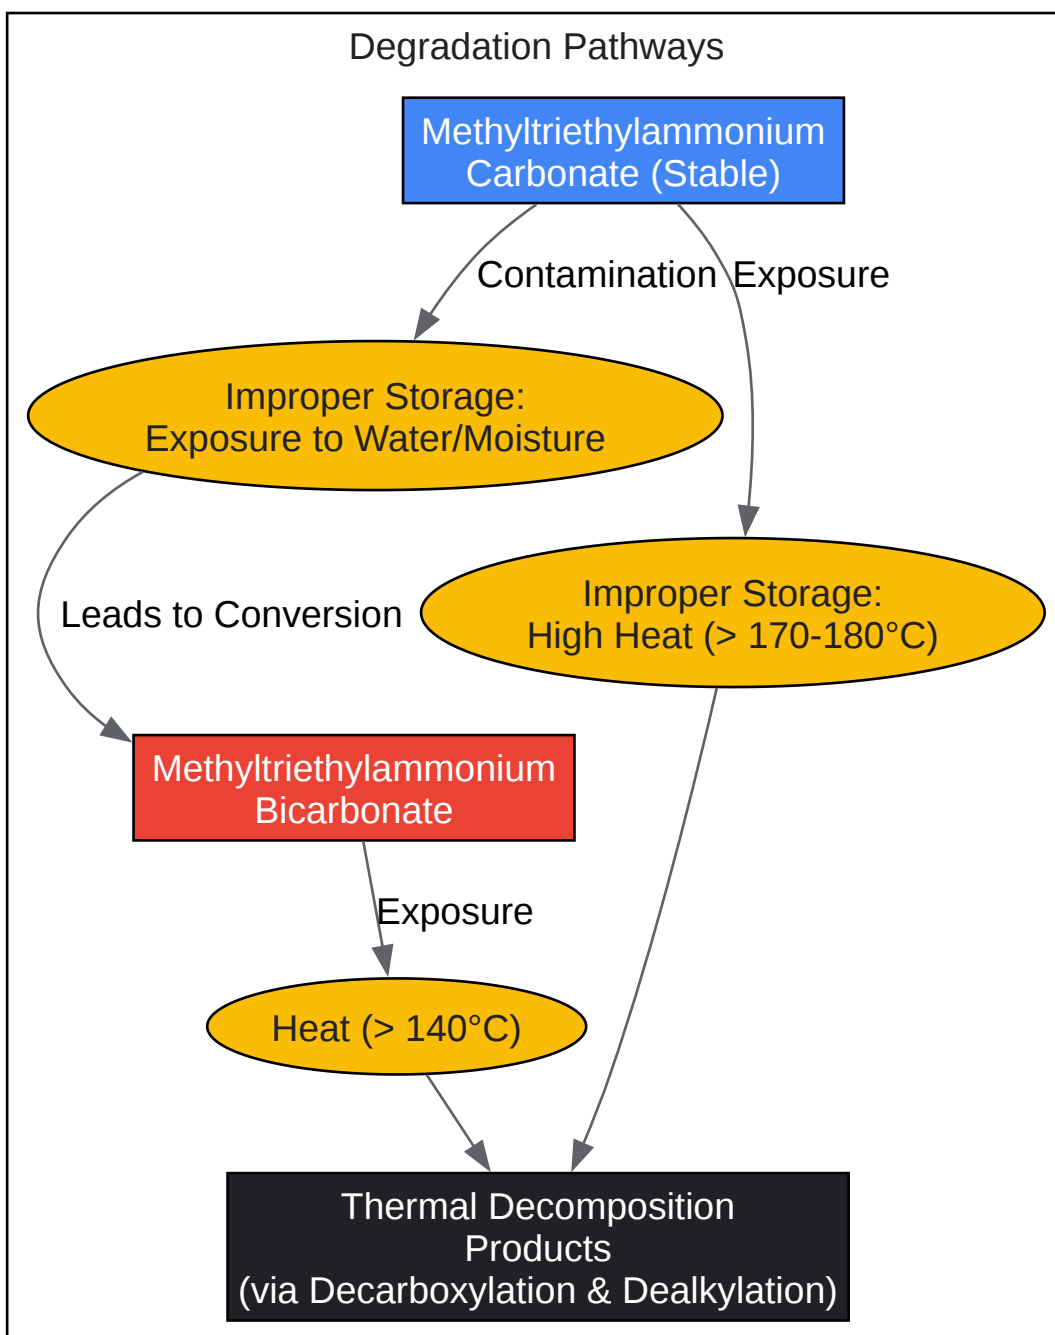 Degradation Pathways
Methyltriethylammonium
Carbonate (Stable)
Contamination
Exposure
Improper Storage:
Exposure to Water/Moisture
Improper Storage:
High Heat (> 170-180°C)
Leads to Conversion
Methyltriethylammonium
Bicarbonate
Exposure
Heat (> 140°C)
Thermal Decomposition
Products
(via Decarboxylation & Dealkylation)